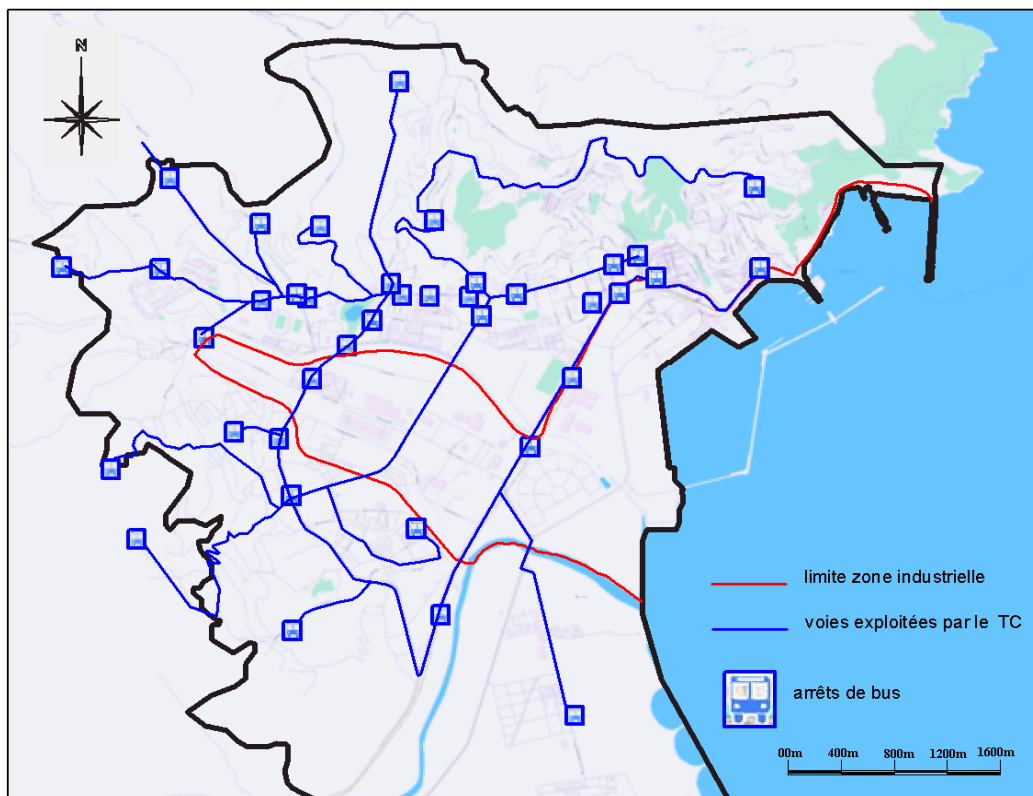 N
limite zone industrielle
voies exploitées par le TC
arrêts de bus
00m 400m 800m 1200m 1600m